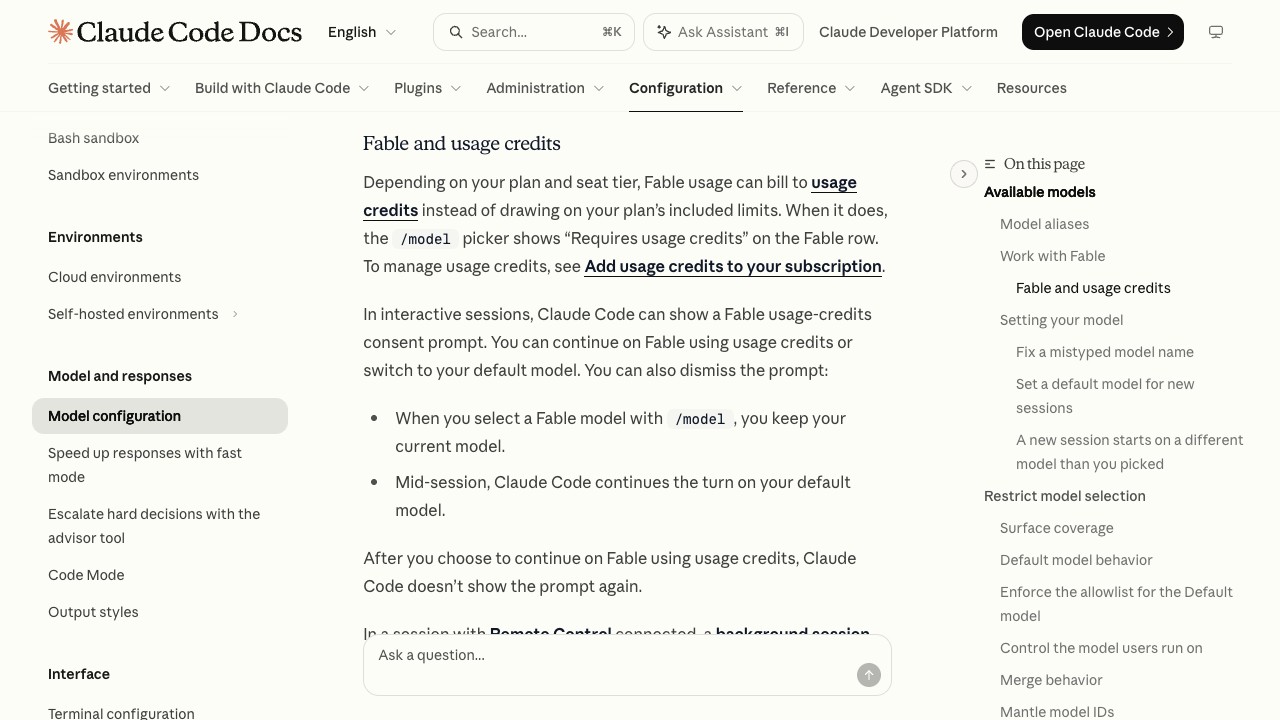 Claude Code Docs
English
Search...
⌘K
Ask Assistant
⌘I
Claude Developer Platform
Open Claude Code
Getting started
Build with Claude Code
Plugins
Administration
Configuration
Reference
Agent SDK
Resources
Bash sandbox
Sandbox environments
Environments
Cloud environments
Self-hosted environments
Model and responses
Model configuration
Speed up responses with fast
mode
Escalate hard decisions with the
advisor tool
Code Mode
Output styles
Interface
Terminal configuration
Fable and usage credits
Depending on your plan and seat tier, Fable usage can bill to usage
credits instead of drawing on your plan’s included limits. When it does,
the /model picker shows “Requires usage credits” on the Fable row.
To manage usage credits, see Add usage credits to your subscription.
In interactive sessions, Claude Code can show a Fable usage-credits
consent prompt. You can continue on Fable using usage credits or
switch to your default model. You can also dismiss the prompt:
When you select a Fable model with /model, you keep your
current model.
Mid-session, Claude Code continues the turn on your default
model.
After you choose to continue on Fable using usage credits, Claude
Code doesn’t show the prompt again.
In a session with Remote Control connected, a background session
Ask a question...
On this page
Available models
Model aliases
Work with Fable
Fable and usage credits
Setting your model
Fix a mistyped model name
Set a default model for new
sessions
A new session starts on a different
model than you picked
Restrict model selection
Surface coverage
Default model behavior
Enforce the allowlist for the Default
model
Control the model users run on
Merge behavior
Mantle model IDs